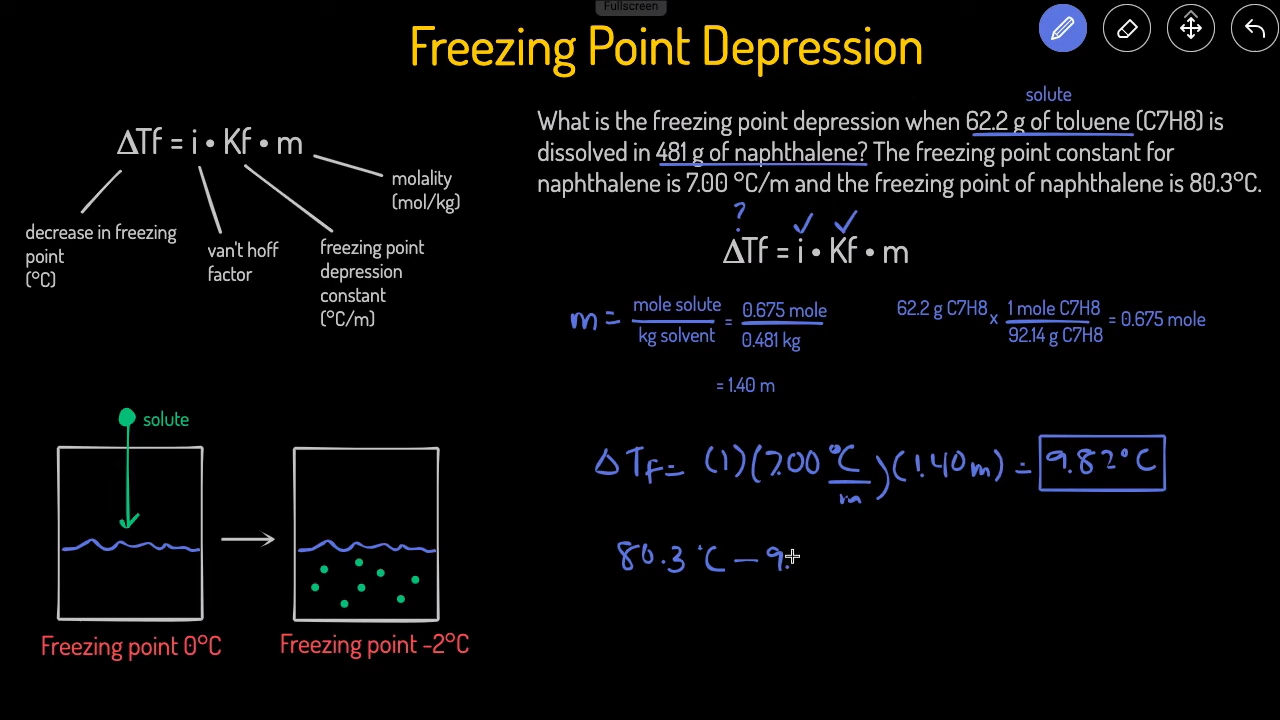 Fullscreen
Freezing Point Depression
ΔTf = i • Kf • m
decrease in freezing
point
(°C)
van't hoff
factor
freezing point
depression
constant
(°C/m)
molality
(mol/kg)
solute
What is the freezing point depression when 62.2 g of toluene (C7H8) is
dissolved in 481 g of naphthalene? The freezing point constant for
naphthalene is 7.00 °C/m and the freezing point of naphthalene is 80.3°C.
? ✓ ✓
ΔTf = i • Kf • m
m = mole solute / kg solvent = 0.675 mole / 0.481 kg
= 1.40 m
62.2 g C7H8 x 1 mole C7H8 / 92.14 g C7H8 = 0.675 mole
ΔTf = (1)(7.00 °C/m)(1.40m) = 9.82°C
80.3 °C – 9.
solute
Freezing point 0°C
Freezing point -2°C